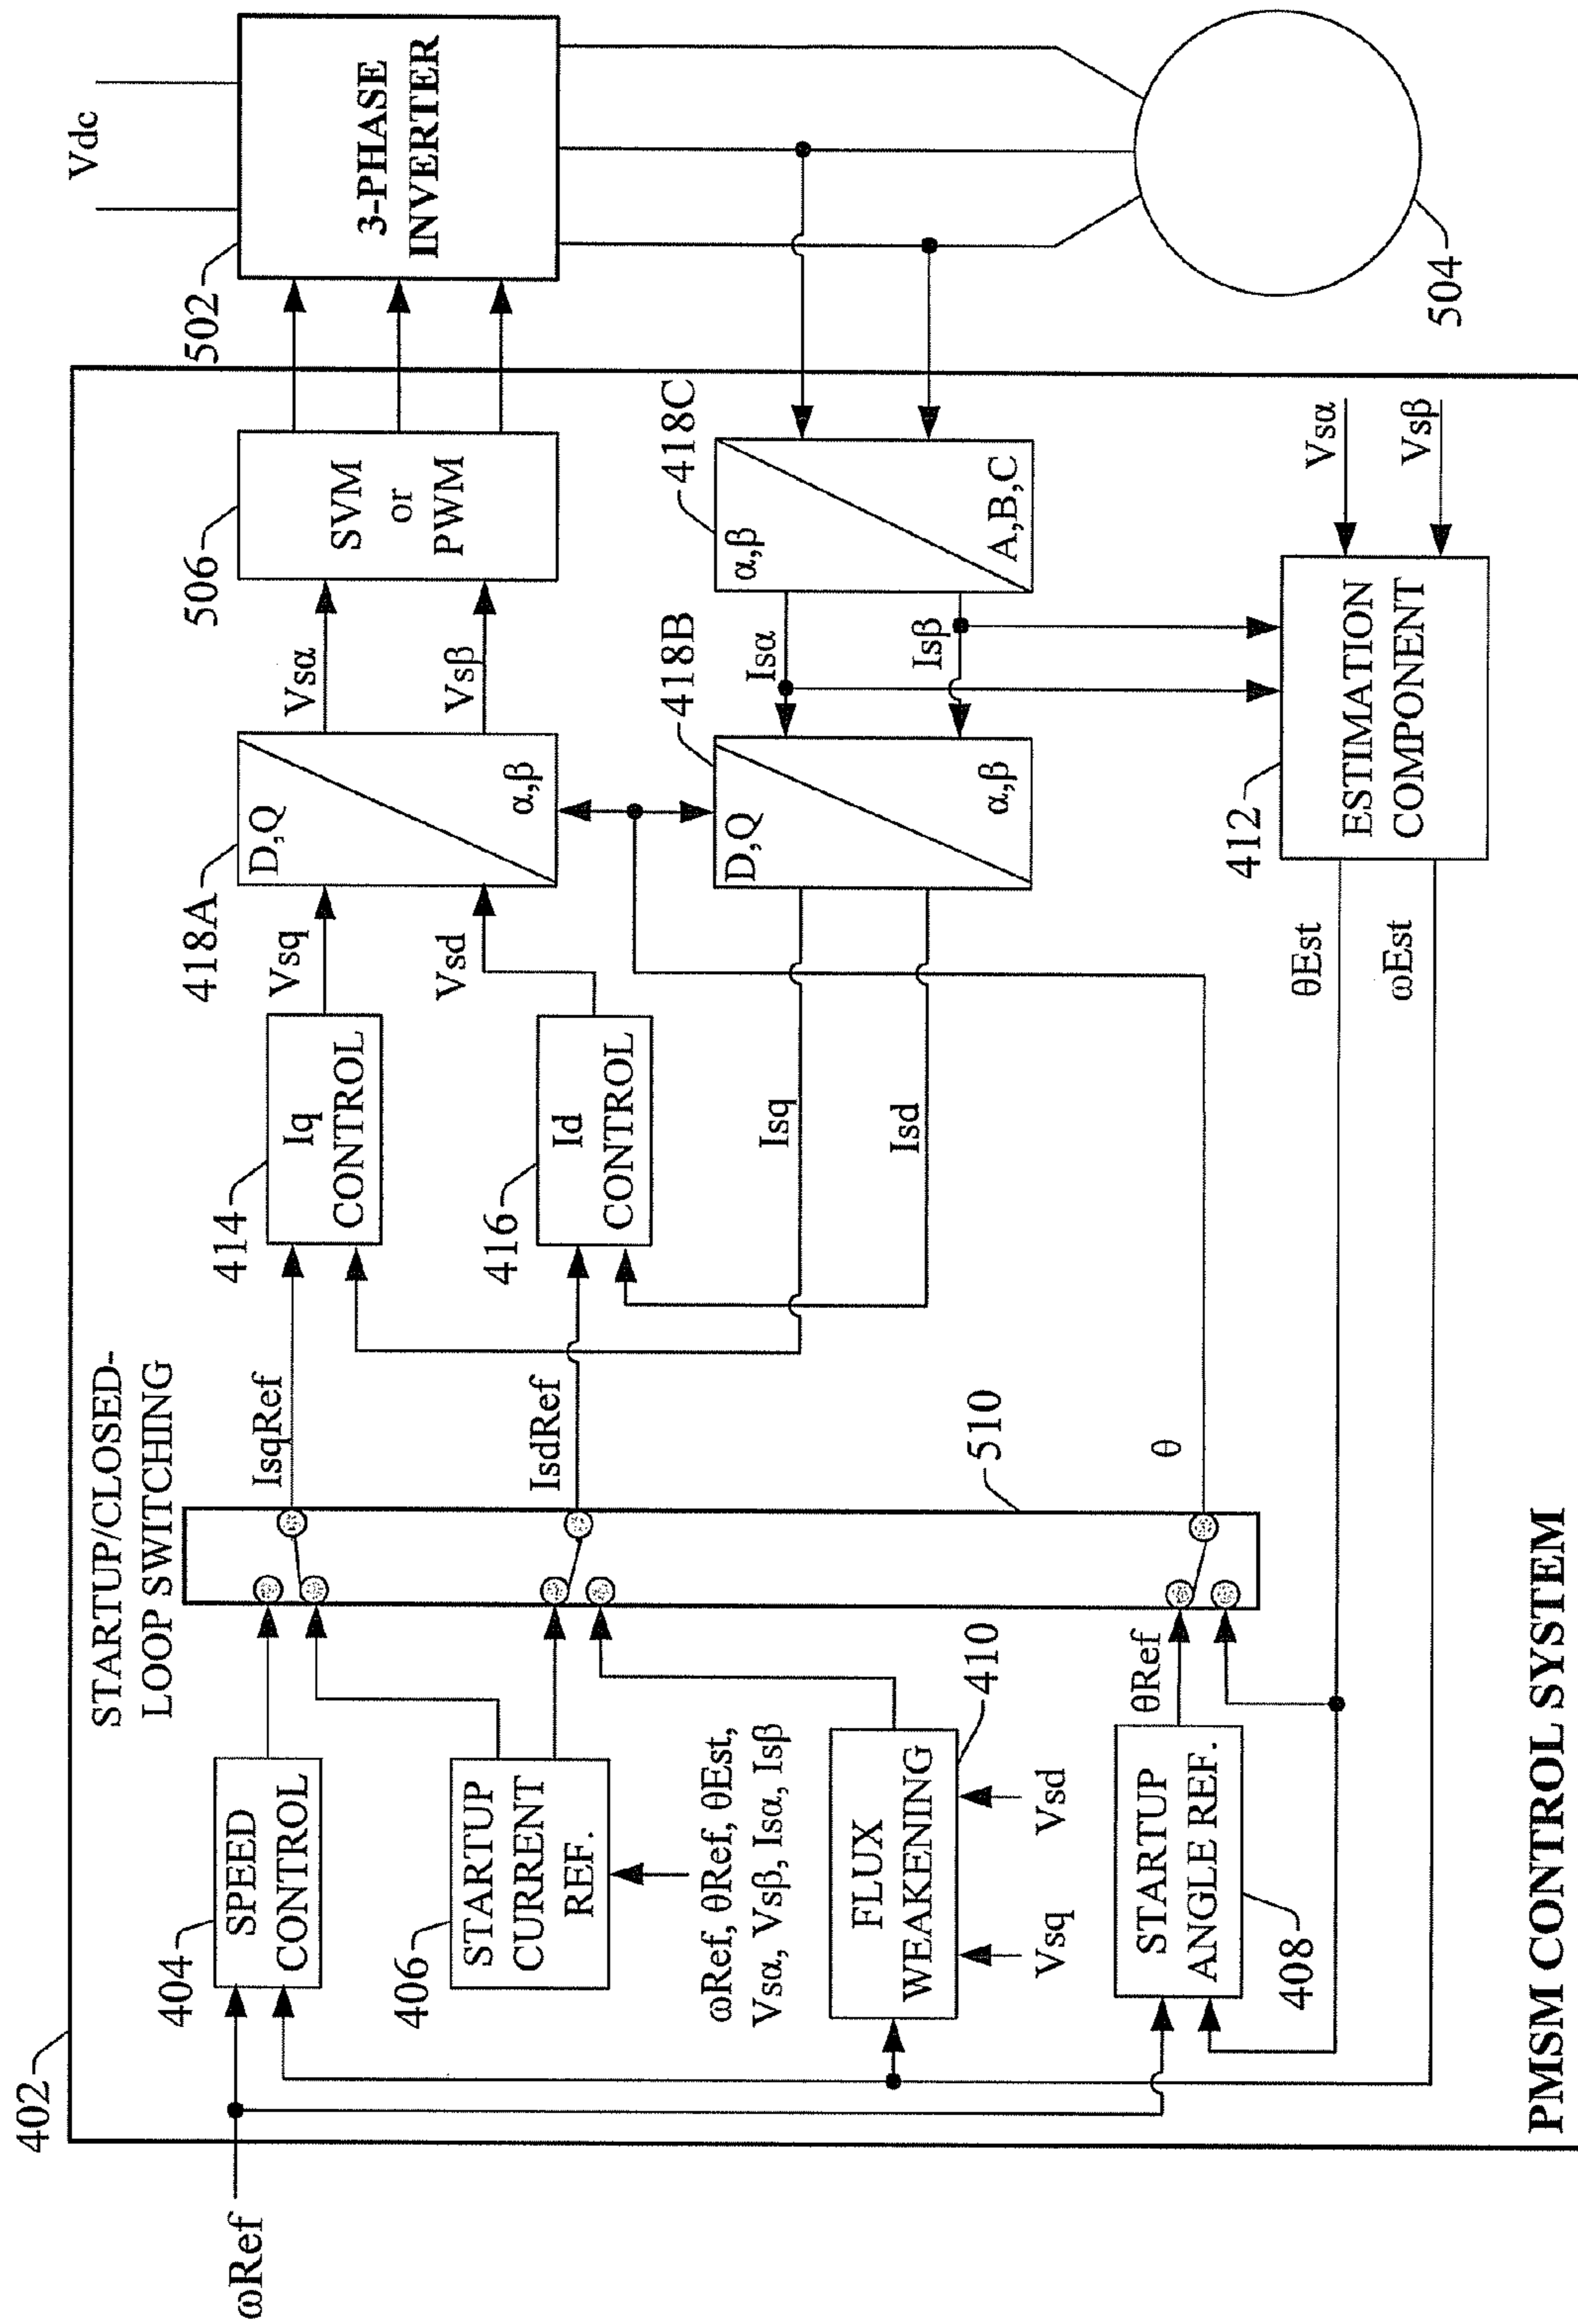 402
STARTUP/CLOSED-
LOOP SWITCHING
ωRef
404
SPEED
CONTROL
406
STARTUP
CURRENT
REF.
ωRef, θRef, θEst,
Vsα, Vsβ, Isα, Isβ
FLUX
WEAKENING
410
Vsq
Vsd
STARTUP
ANGLE REF.
408
θRef
510
IsqRef
IsdRef
θ
414
Iq
CONTROL
416
Id
CONTROL
Vsq
Vsd
Isq
Isd
418A
D,Q
α,β
Vsα
Vsβ
506
SVM
or
PWM
502
3-PHASE
INVERTER
Vdc
418B
D,Q
α,β
Isα
Isβ
418C
α,β
A,B,C
504
412
ESTIMATION
COMPONENT
Vsα
Vsβ
θEst
ωEst
PMSM CONTROL SYSTEM